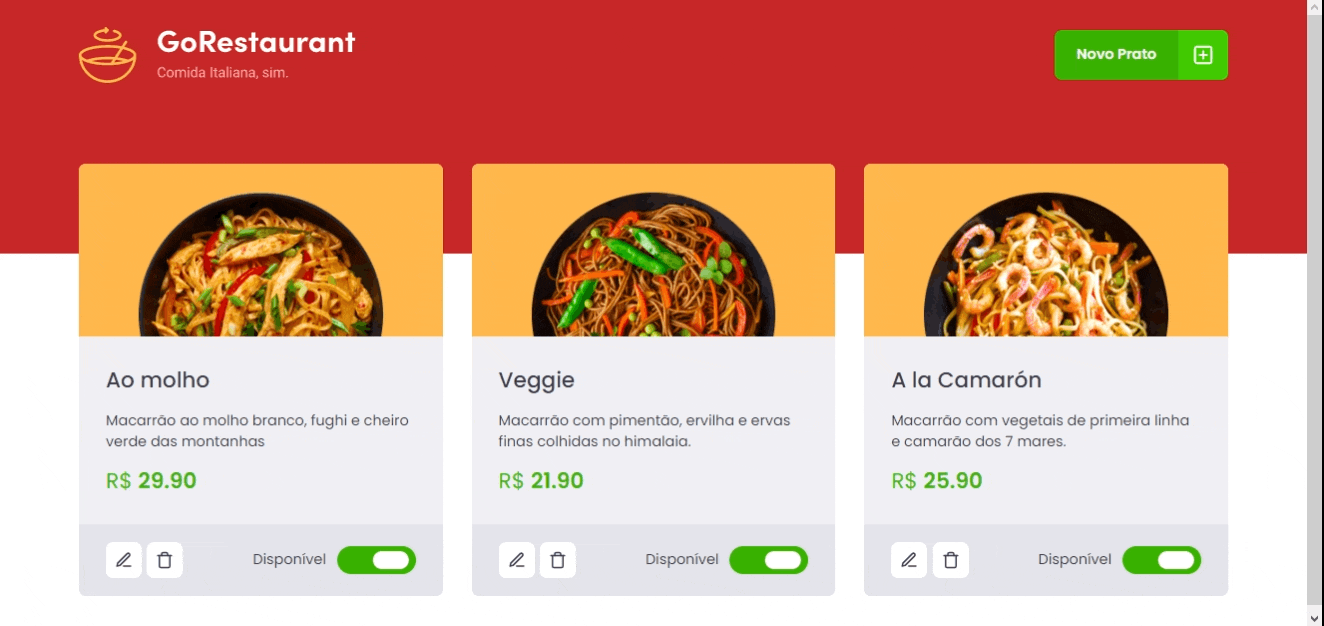 GoRestaurant
Comida Italiana, sim.
Novo Prato
Ao molho
Macarrão ao molho branco, fughi e cheiro
verde das montanhas
R$ 29.90
Disponível
Veggie
Macarrão com pimentão, ervilha e ervas
finas colhidas no himalaia.
R$ 21.90
Disponível
A la Camarón
Macarrão com vegetais de primeira linha
e camarão dos 7 mares.
R$ 25.90
Disponível